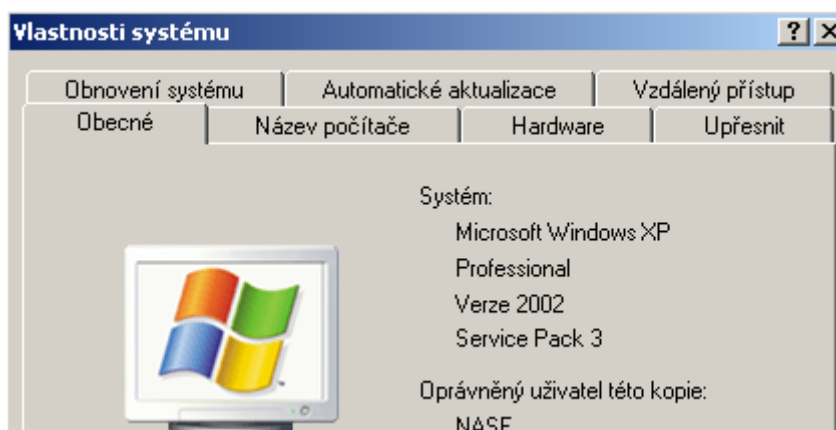 Vlastnosti systému
Obnovení systému Automatické aktualizace Vzdálený přístup
Obecné Název počítače Hardware Upřesnit
Systém:
Microsoft Windows XP
Professional
Verze 2002
Service Pack 3
Oprávněný uživatel této kopie: